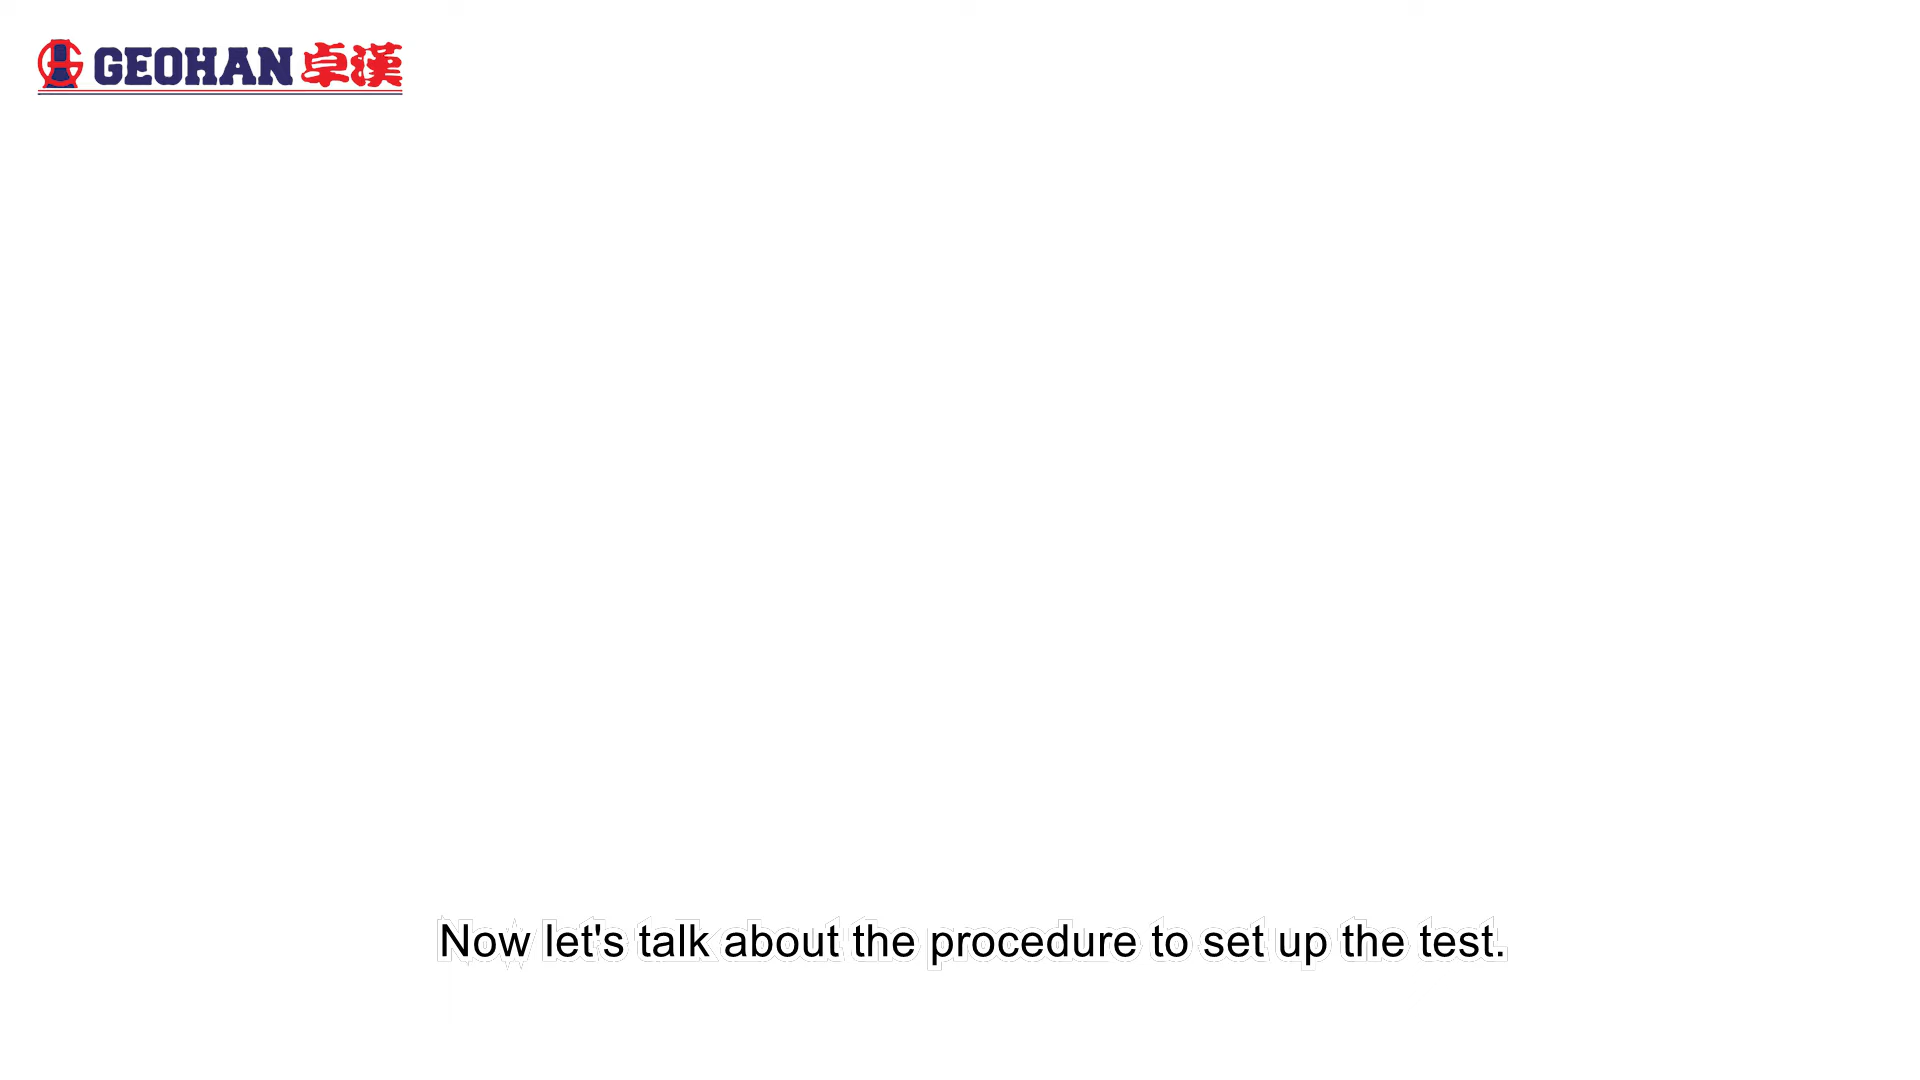 GEOHAN 卓漢
Now let's talk about the procedure to set up the test.